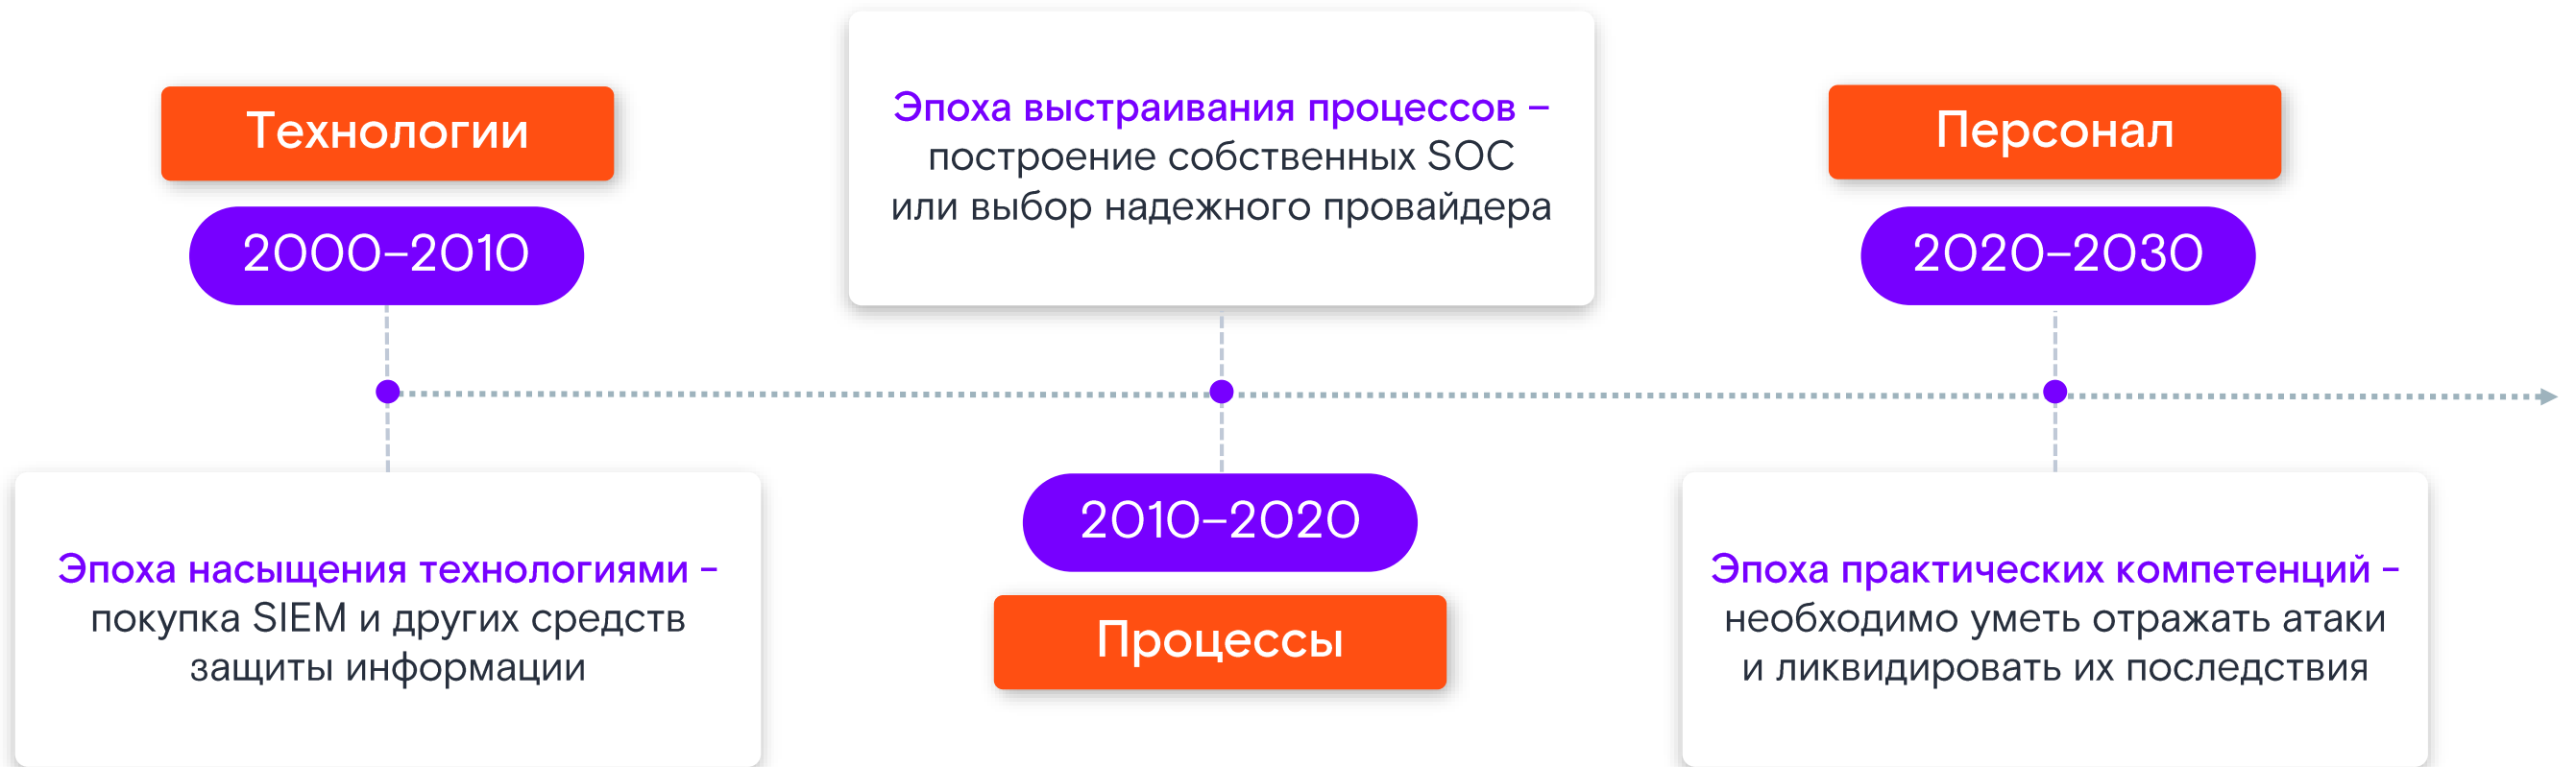 Технологии
2000–2010
Эпоха насыщения технологиями –
покупка SIEM и других средств
защиты информации
Эпоха выстраивания процессов –
построение собственных SOC
или выбор надежного провайдера
2010–2020
Процессы
Персонал
2020–2030
Эпоха практических компетенций –
необходимо уметь отражать атаки
и ликвидировать их последствия